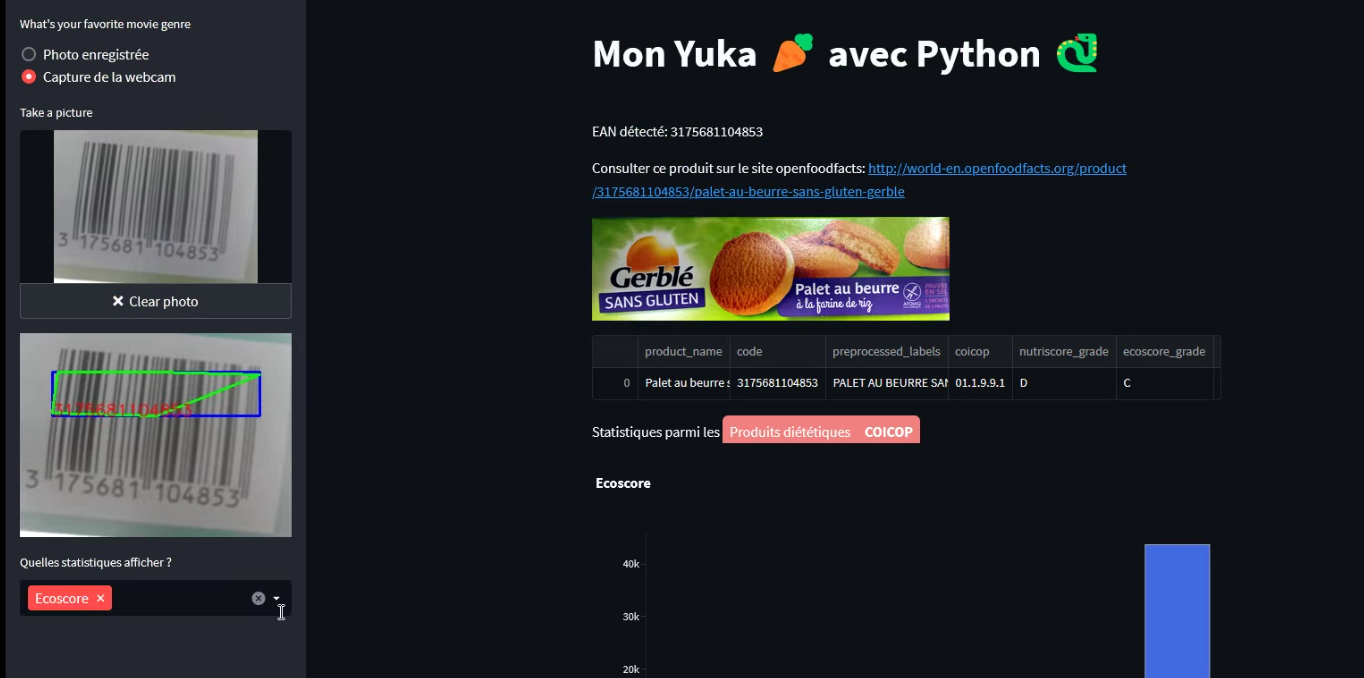 What's your favorite movie genre
Photo enregistrée
Capture de la webcam
Take a picture
3 175681 104853
× Clear photo
3175681104853
3 175681 104853
Quelles statistiques afficher ?
Ecoscore ×
Mon Yuka 🥕 avec Python 🐍
EAN détecté: 3175681104853
Consulter ce produit sur le site openfoodfacts: http://world-en.openfoodfacts.org/product
/3175681104853/palet-au-beurre-sans-gluten-gerble
Gerblé
SANS GLUTEN
Palet au beurre
à la farine de riz
PAUVRE
EN SEL
product_name code preprocessed_labels coicop nutriscore_grade ecoscore_grade
0 Palet au beurre s 3175681104853 PALET AU BEURRE SAN 01.1.9.9.1 D C
Statistiques parmi les Produits diététiques COICOP
Ecoscore
40k
30k
20k